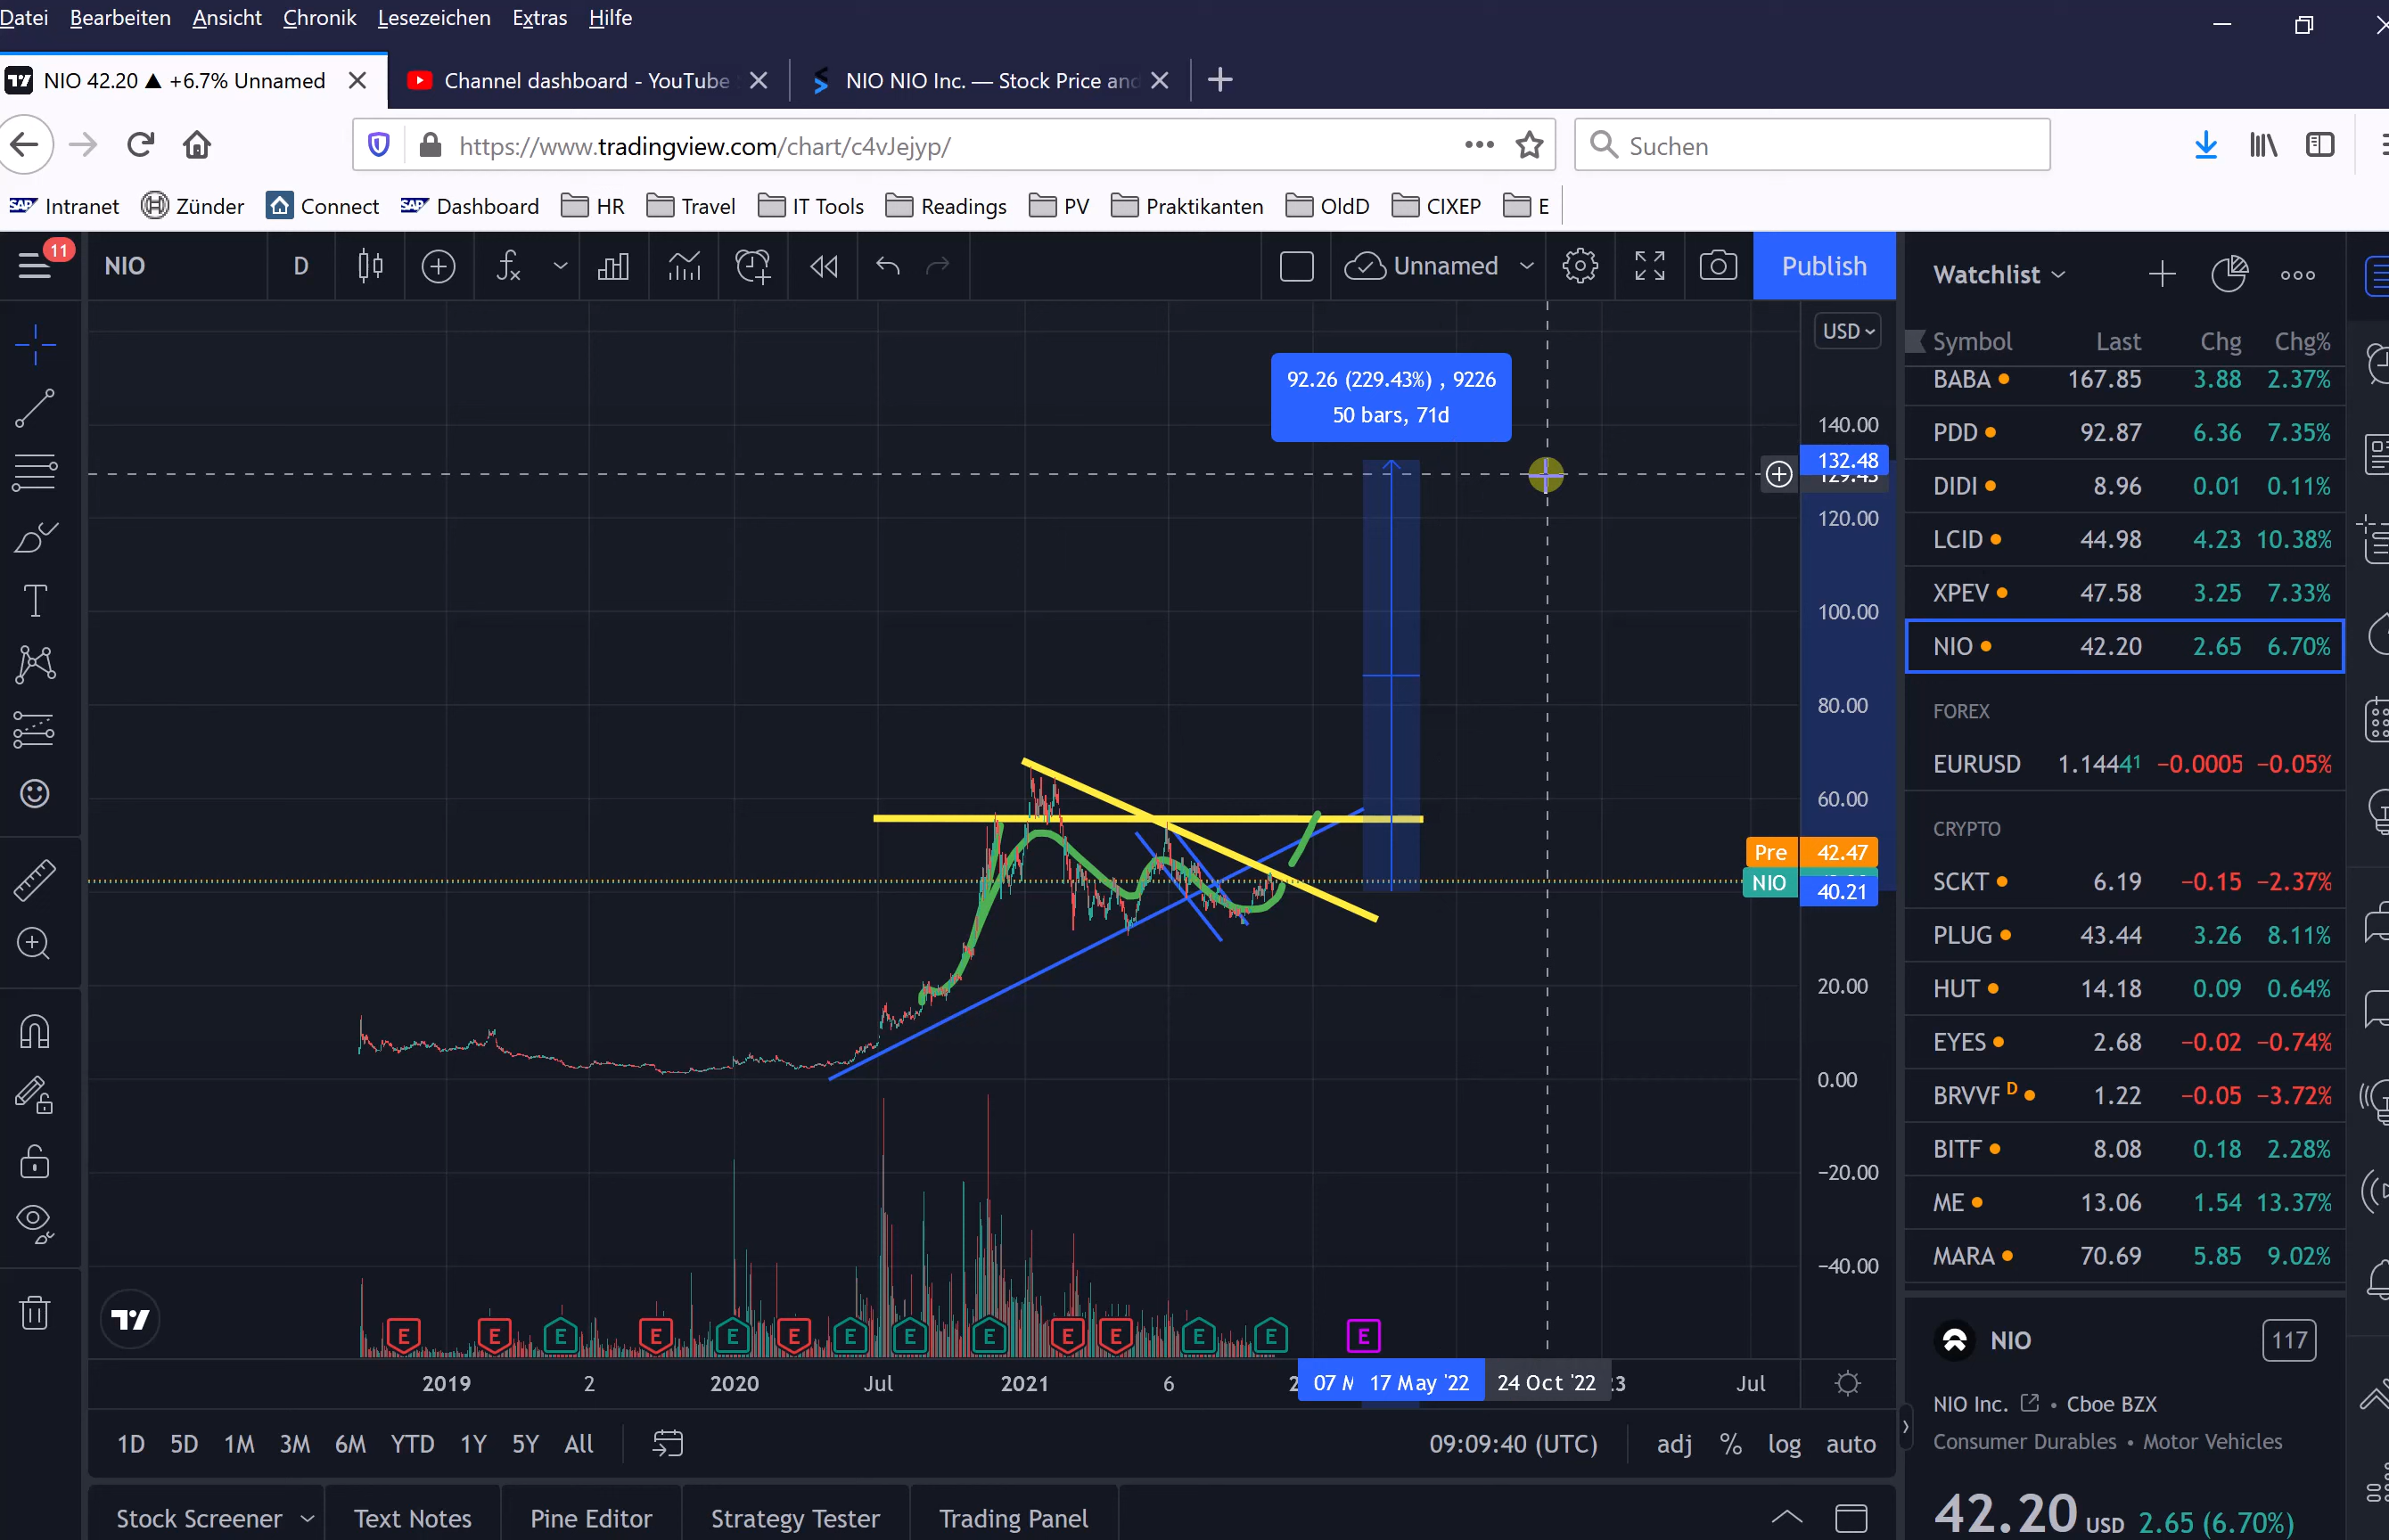 Datei Bearbeiten Ansicht Chronik Lesezeichen Extras Hilfe
NIO 42.20 ▲ +6.7% Unnamed
Channel dashboard - YouTube
NIO NIO Inc. — Stock Price and
https://www.tradingview.com/chart/c4vJejyp/
Suchen
SAP Intranet Zünder Connect SAP Dashboard HR Travel IT Tools Readings PV Praktikanten OldD CIXEP E
11
NIO D Unnamed Publish
USD
92.26 (229.43%) , 9226
50 bars, 71d
140.00
132.48
120.00
100.00
80.00
60.00
Pre 42.47
NIO
40.21
20.00
0.00
−20.00
−40.00
E E E E E E E E E E E E E E
2019 2 2020 Jul 2021 6 17 May '22 24 Oct '22 Jul
1D 5D 1M 3M 6M YTD 1Y 5Y All
09:09:40 (UTC) adj % log auto
Stock Screener Text Notes Pine Editor Strategy Tester Trading Panel
Watchlist
Symbol Last Chg Chg%
BABA 167.85 3.88 2.37%
PDD 92.87 6.36 7.35%
DIDI 8.96 0.01 0.11%
LCID 44.98 4.23 10.38%
XPEV 47.58 3.25 7.33%
NIO 42.20 2.65 6.70%
FOREX
EURUSD 1.14441 −0.0005 −0.05%
CRYPTO
SCKT 6.19 −0.15 −2.37%
PLUG 43.44 3.26 8.11%
HUT 14.18 0.09 0.64%
EYES 2.68 −0.02 −0.74%
BRVVF D 1.22 −0.05 −3.72%
BITF 8.08 0.18 2.28%
ME 13.06 1.54 13.37%
MARA 70.69 5.85 9.02%
NIO 117
NIO Inc. • Cboe BZX
Consumer Durables • Motor Vehicles
42.20 USD 2.65 (6.70%)